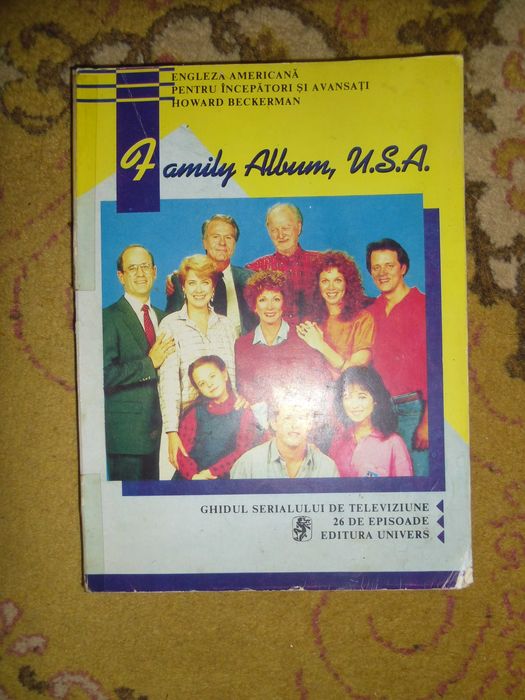 ENGLEZA AMERICANĂ
PENTRU ÎNCEPĂTORI ŞI AVANSAŢI
HOWARD BECKERMAN
Family Album, U.S.A.
GHIDUL SERIALULUI DE TELEVIZIUNE
26 DE EPISOADE
EDITURA UNIVERS